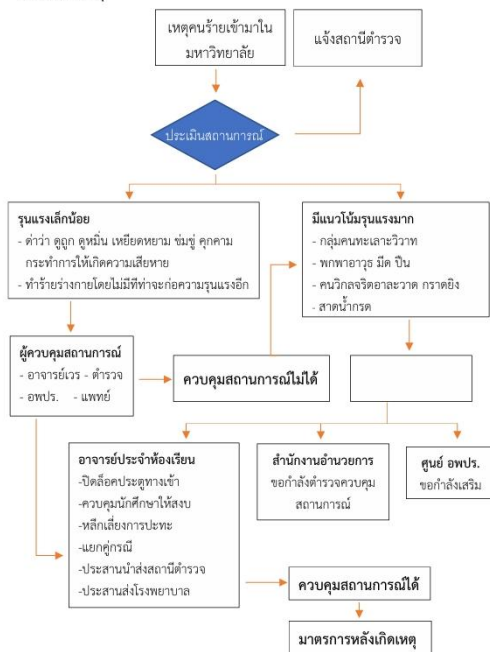 เหตุคนร้ายเข้ามาใน
มหาวิทยาลัย
แจ้งสถานีตำรวจ
ประเมินสถานการณ์
รุนแรงเล็กน้อย
- ด่าว่า ดูถูก ดูหมิ่น เหยียดหยาม ข่มขู่ คุกคาม
กระทำการให้เกิดความเสียหาย
- ทำร้ายร่างกายโดยไม่มีทีท่าจะก่อความรุนแรงอีก
มีแนวโน้มรุนแรงมาก
- กลุ่มคนทะเลาะวิวาท
- พกพาอาวุธ มีด ปืน
- คนวิกลจริตอาละวาด กราดยิง
- สาดน้ำกรด
ผู้ควบคุมสถานการณ์
- อาจารย์เวร - ตำรวจ
- อพปร. - แพทย์
ควบคุมสถานการณ์ไม่ได้
อาจารย์ประจำห้องเรียน
-ปิดล็อคประตูทางเข้า
-ควบคุมนักศึกษาให้สงบ
-หลีกเลี่ยงการปะทะ
-แยกคู่กรณี
-ประสานนำส่งสถานีตำรวจ
-ประสานส่งโรงพยาบาล
สำนักงานอำนวยการ
ขอกำลังตำรวจควบคุม
สถานการณ์
ศูนย์ อพปร.
ขอกำลังเสริม
ควบคุมสถานการณ์ได้
มาตรการหลังเกิดเหตุ